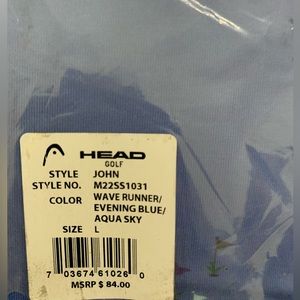 HEAD
GOLF
STYLE JOHN
STYLE NO. M22SS1031
COLOR WAVE RUNNER/
EVENING BLUE/
AQUA SKY
SIZE L
7 03674 61026 0
MSRP $ 84.00